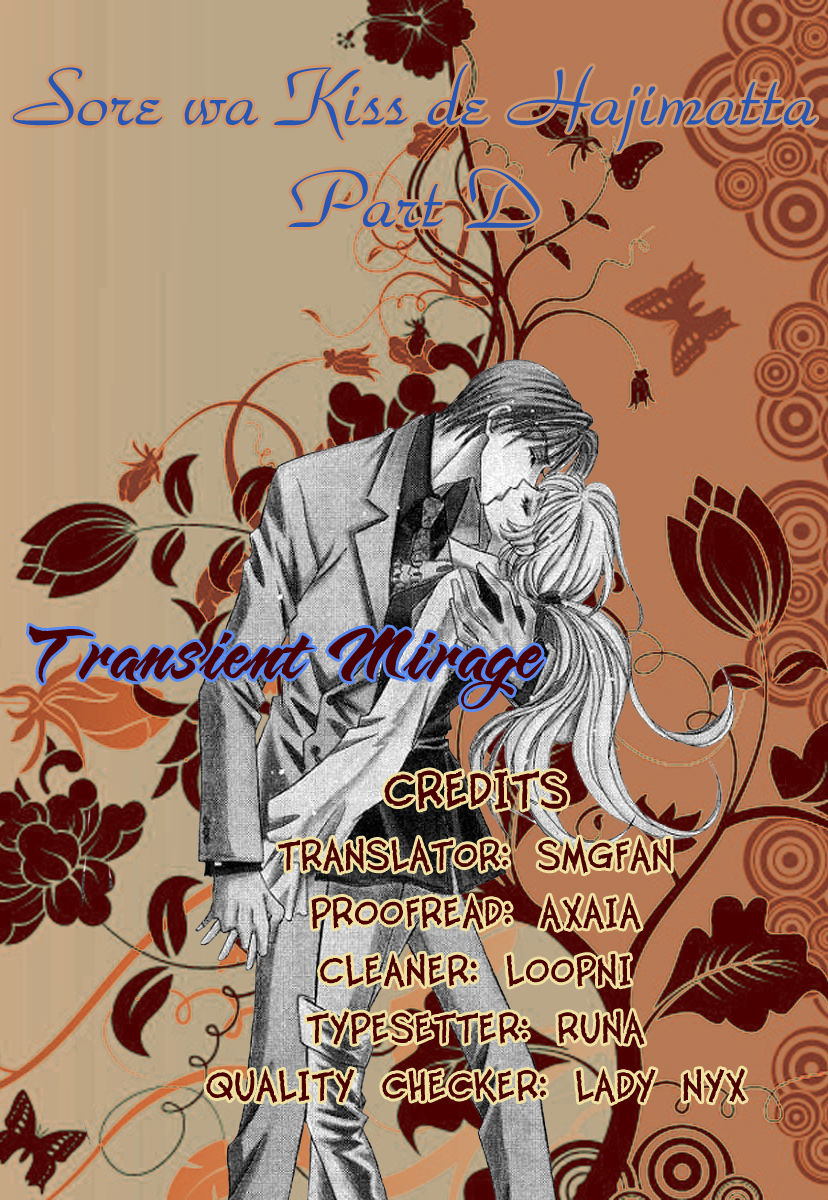 Sore wa Kiss de Hajimatta
Part D
Transient Mirage
CREDITS
TRANSLATOR: SMGFAN
PROOFREAD: AXAIA
CLEANER: LOOPNI
TYPESETTER: RUNA
QUALITY CHECKER: LADY NYX